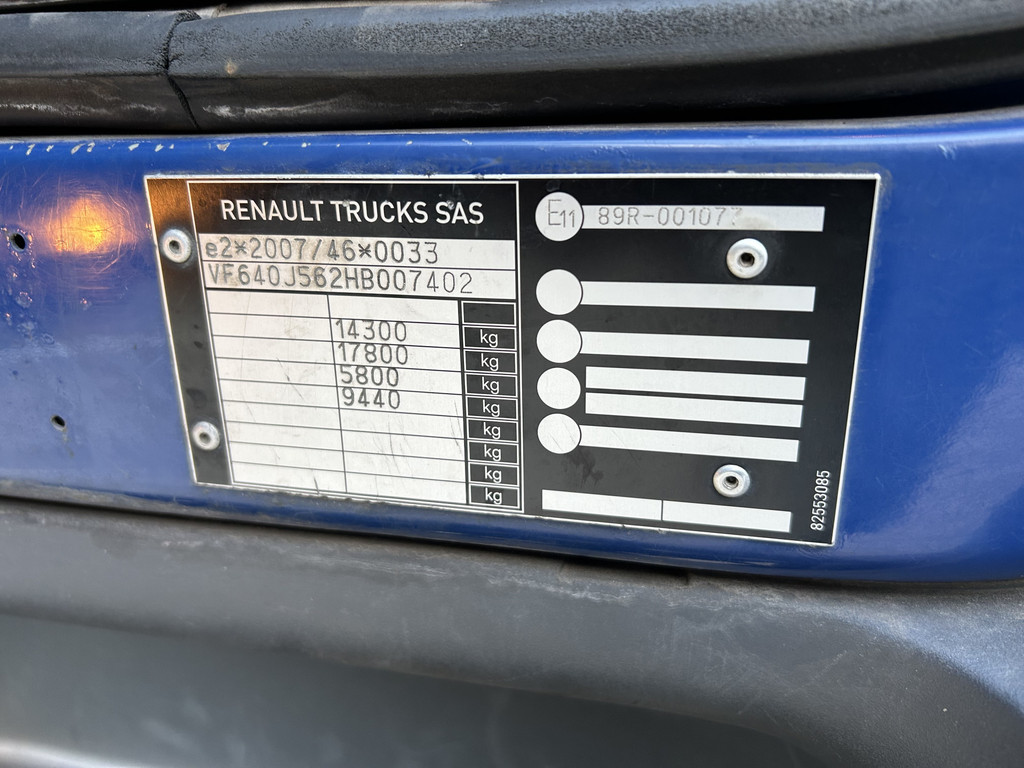 RENAULT TRUCKS SAS
e2*2007/46*0033
VF640J562HB007402
14300 kg
17800 kg
5800 kg
9440 kg
kg
kg
kg
kg
E11 89R-001077
82553085